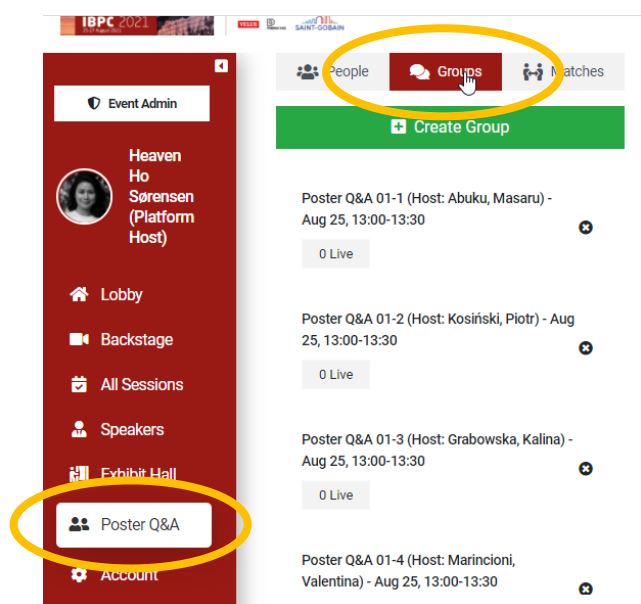 IBPC 2021
VELUX
SAINT-GOBAIN
People
Groups
Matches
Event Admin
Create Group
Heaven
Ho
Sørensen
(Platform
Host)
Poster Q&A 01-1 (Host: Abuku, Masaru) -
Aug 25, 13:00-13:30
0 Live
Lobby
Backstage
All Sessions
Speakers
Exhibit Hall
Poster Q&A
Account
Poster Q&A 01-2 (Host: Kosiński, Piotr) - Aug
25, 13:00-13:30
0 Live
Poster Q&A 01-3 (Host: Grabowska, Kalina) -
Aug 25, 13:00-13:30
0 Live
Poster Q&A 01-4 (Host: Marincioni,
Valentina) - Aug 25, 13:00-13:30